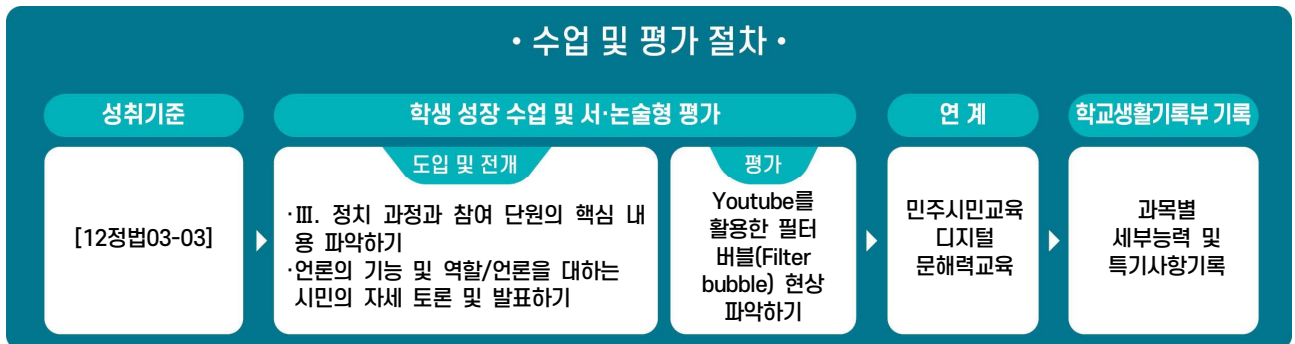 • 수업 및 평가 절차 •
성취기준
학생 성장 수업 및 서·논술형 평가
연 계
학교생활기록부 기록
[12정법03-03]
도입 및 전개
·Ⅲ. 정치 과정과 참여 단원의 핵심 내
용 파악하기
·언론의 기능 및 역할/언론을 대하는
시민의 자세 토론 및 발표하기
평가
Youtube를
활용한 필터
버블(Filter
bubble) 현상
파악하기
민주시민교육
디지털
문해력교육
과목별
세부능력 및
특기사항기록